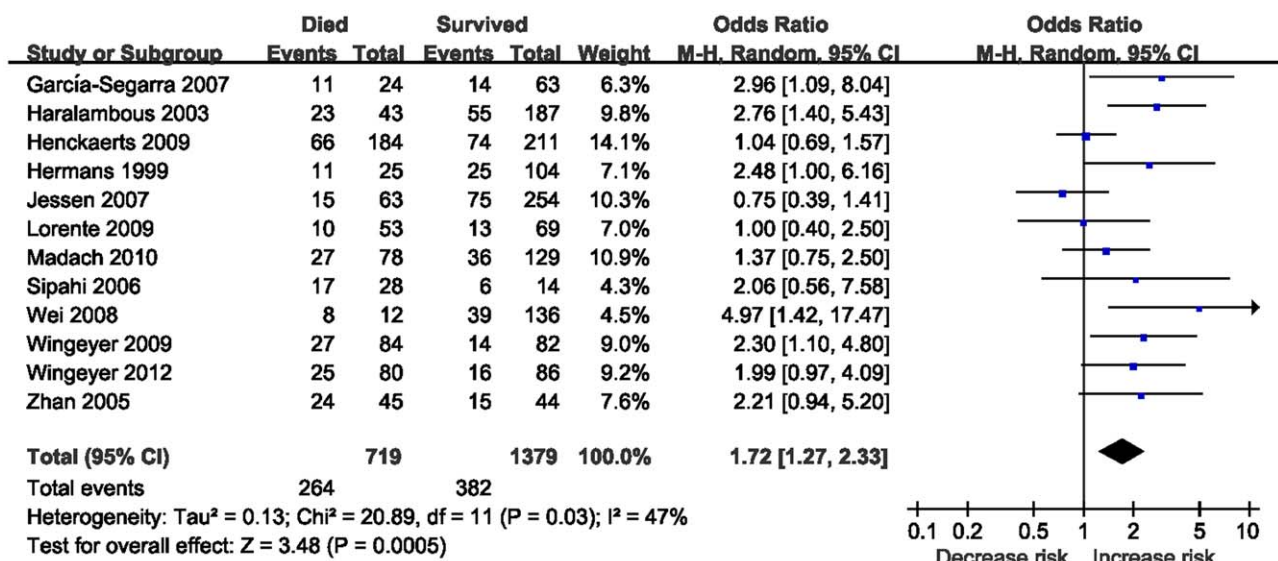 Died Survived Odds Ratio Odds Ratio
Study or Subgroup Events Total Events Total Weight M-H, Random, 95% CI M-H, Random, 95% CI
García-Segarra 2007 11 24 14 63 6.3% 2.96 [1.09, 8.04]
Haralambous 2003 23 43 55 187 9.8% 2.76 [1.40, 5.43]
Henckaerts 2009 66 184 74 211 14.1% 1.04 [0.69, 1.57]
Hermans 1999 11 25 25 104 7.1% 2.48 [1.00, 6.16]
Jessen 2007 15 63 75 254 10.3% 0.75 [0.39, 1.41]
Lorente 2009 10 53 13 69 7.0% 1.00 [0.40, 2.50]
Madach 2010 27 78 36 129 10.9% 1.37 [0.75, 2.50]
Sipahi 2006 17 28 6 14 4.3% 2.06 [0.56, 7.58]
Wei 2008 8 12 39 136 4.5% 4.97 [1.42, 17.47]
Wingeyer 2009 27 84 14 82 9.0% 2.30 [1.10, 4.80]
Wingeyer 2012 25 80 16 86 9.2% 1.99 [0.97, 4.09]
Zhan 2005 24 45 15 44 7.6% 2.21 [0.94, 5.20]
Total (95% CI) 719 1379 100.0% 1.72 [1.27, 2.33]
Total events 264 382
Heterogeneity: Tau² = 0.13; Chi² = 20.89, df = 11 (P = 0.03); I² = 47%
Test for overall effect: Z = 3.48 (P = 0.0005)
0.1 0.2 0.5 1 2 5 10
Decrease risk Increase risk